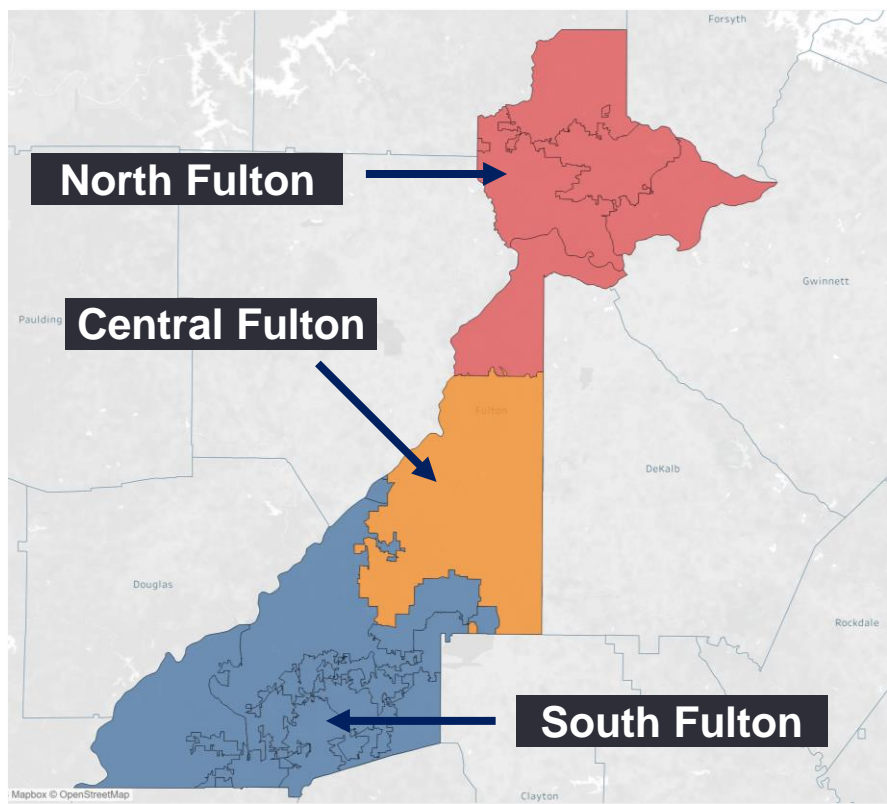 Forsyth
North Fulton
Gwinnett
Paulding
Central Fulton
Fulton
DeKalb
Douglas
Rockdale
South Fulton
Mapbox © OpenStreetMap
Clayton